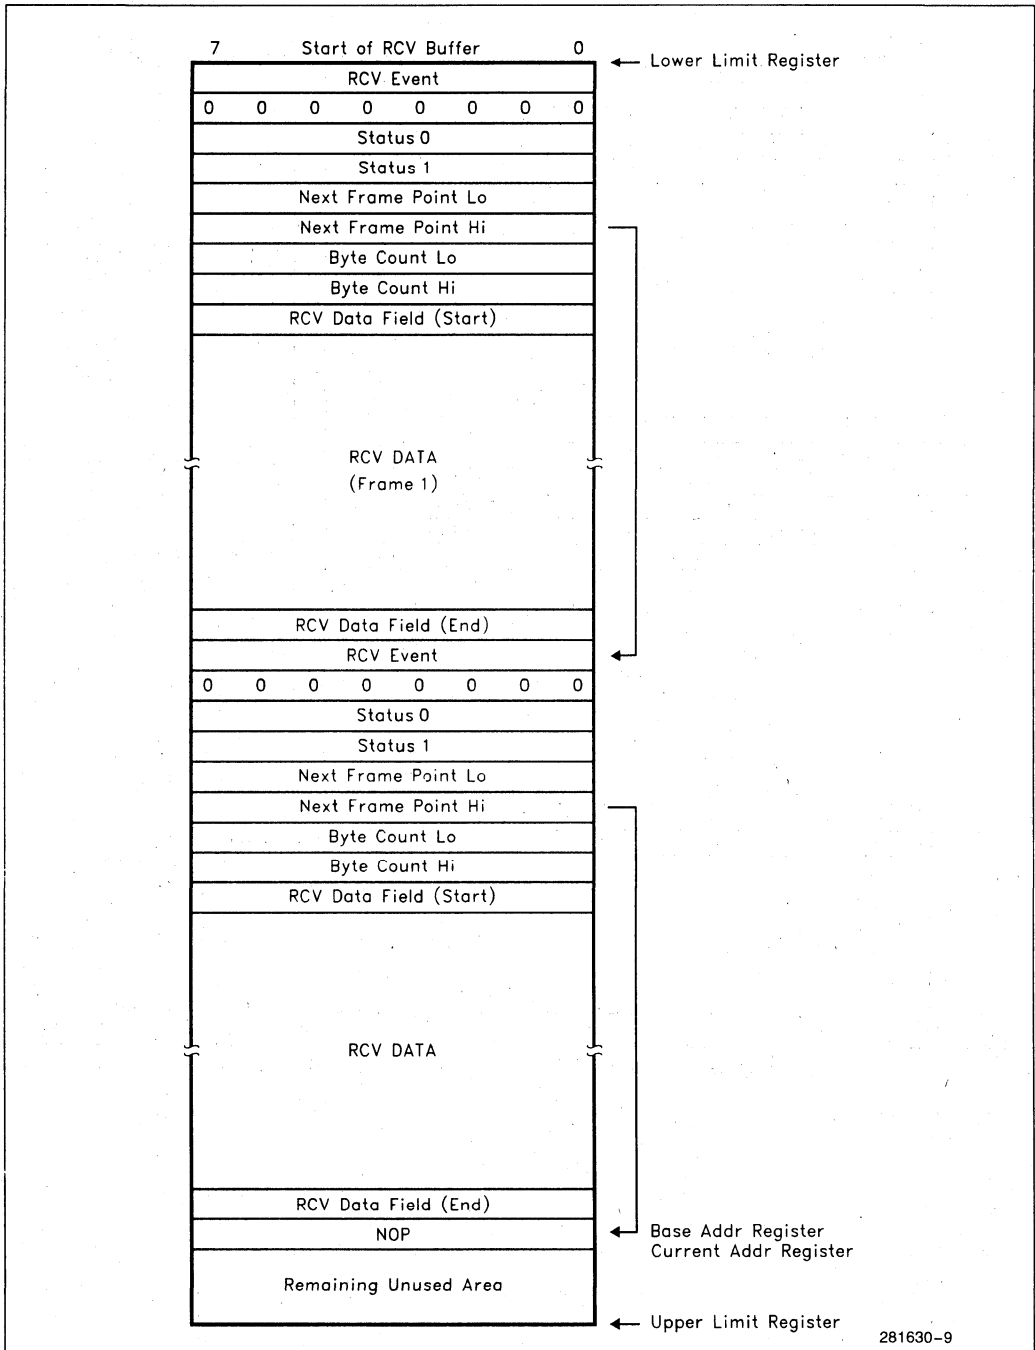 7 Start of RCV Buffer 0
Lower Limit Register
RCV Event
0 0 0 0 0 0 0 0
Status 0
Status 1
Next Frame Point Lo
Next Frame Point Hi
Byte Count Lo
Byte Count Hi
RCV Data Field (Start)
RCV DATA
(Frame 1)
RCV Data Field (End)
RCV Event
0 0 0 0 0 0 0 0
Status 0
Status 1
Next Frame Point Lo
Next Frame Point Hi
Byte Count Lo
Byte Count Hi
RCV Data Field (Start)
RCV DATA
RCV Data Field (End)
NOP
Base Addr Register
Current Addr Register
Remaining Unused Area
Upper Limit Register
281630-9